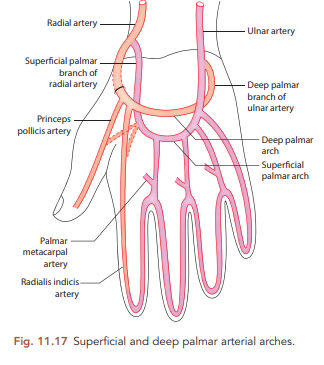 Radial artery
Ulnar artery
Superficial palmar
branch of
radial artery
Deep palmar
branch of
ulnar artery
Princeps
pollicis artery
Deep palmar
arch
Superficial
palmar arch
Palmar
metacarpal
artery
Radialis indicis
artery
Fig. 11.17 Superficial and deep palmar arterial arches.